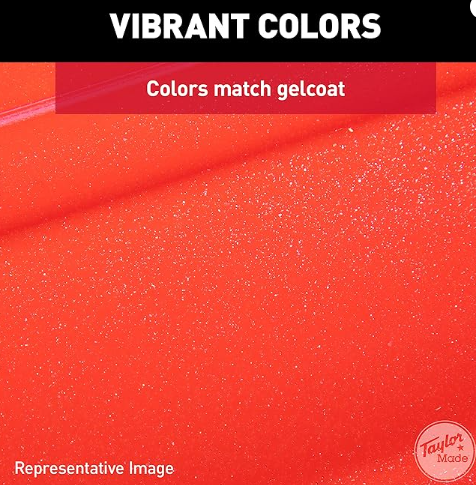 VIBRANT COLORS
Colors match gelcoat
Taylor
Made
Representative Image